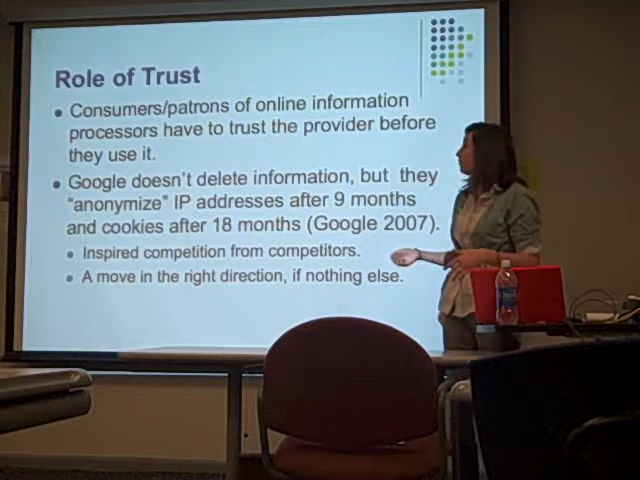 Role of Trust
Consumers/patrons of online information
processors have to trust the provider before
they use it.
Google doesn't delete information, but they
"anonymize" IP addresses after 9 months
and cookies after 18 months (Google 2007).
Inspired competition from competitors.
A move in the right direction, if nothing else.